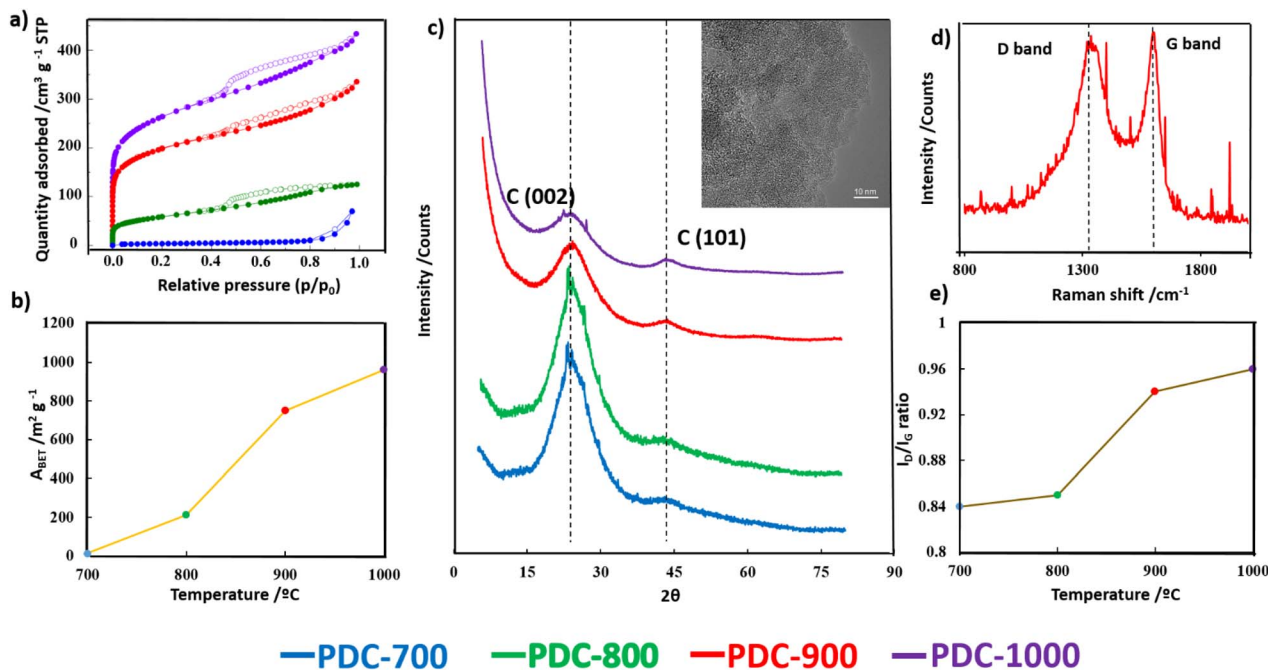 a)
Quantity adsorbed /cm³ g⁻¹ STP
400
300
200
100
0
0.0 0.2 0.4 0.6 0.8 1.0
Relative pressure (p/p₀)
b)
A_BET /m² g⁻¹
1200
1000
800
600
400
200
0
700 800 900 1000
Temperature /ºC
c)
Intensity /Counts
C (002)
C (101)
10 nm
0 15 30 45 60 75 90
2θ
d)
D band
G band
Intensity /Counts
800 1300 1800
Raman shift /cm⁻¹
e)
I_D/I_G ratio
1
0.96
0.92
0.88
0.84
0.8
700 800 900 1000
Temperature /ºC
PDC-700 PDC-800 PDC-900 PDC-1000